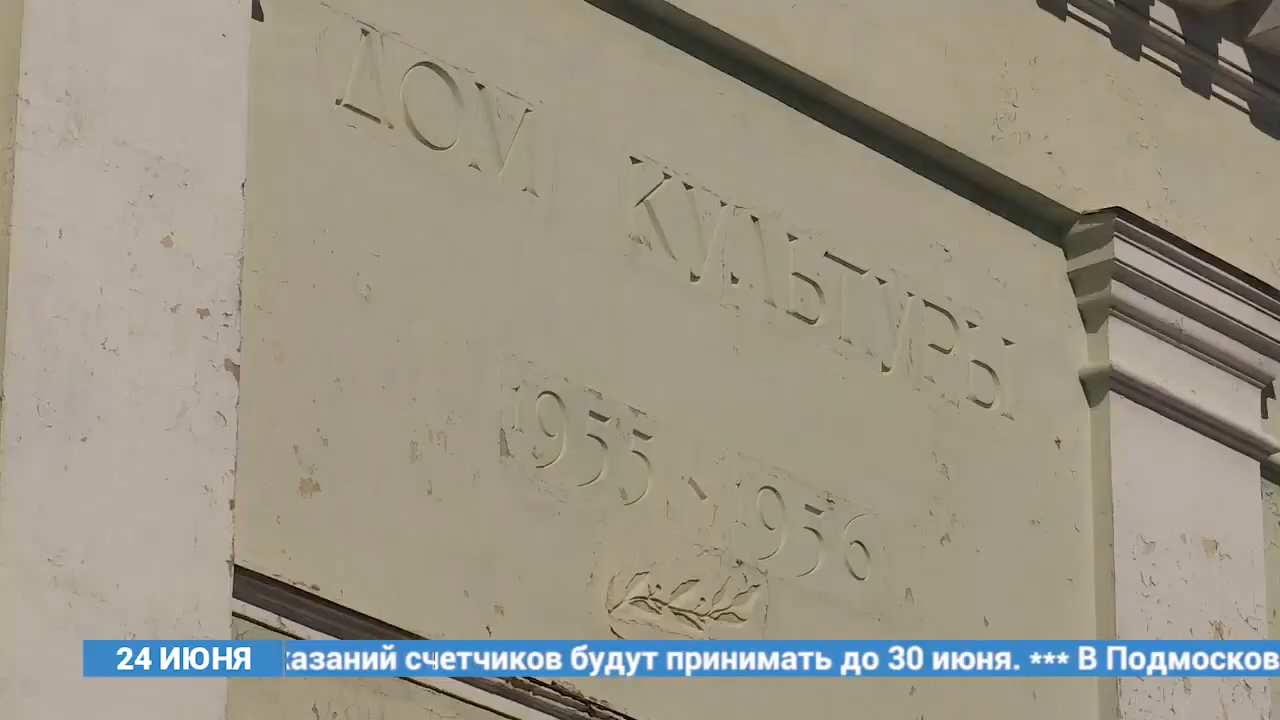 ДОМ КУЛЬТУРЫ
1955 - 1956
24 ИЮНЯ
казаний счетчиков будут принимать до 30 июня. *** В Подмосков